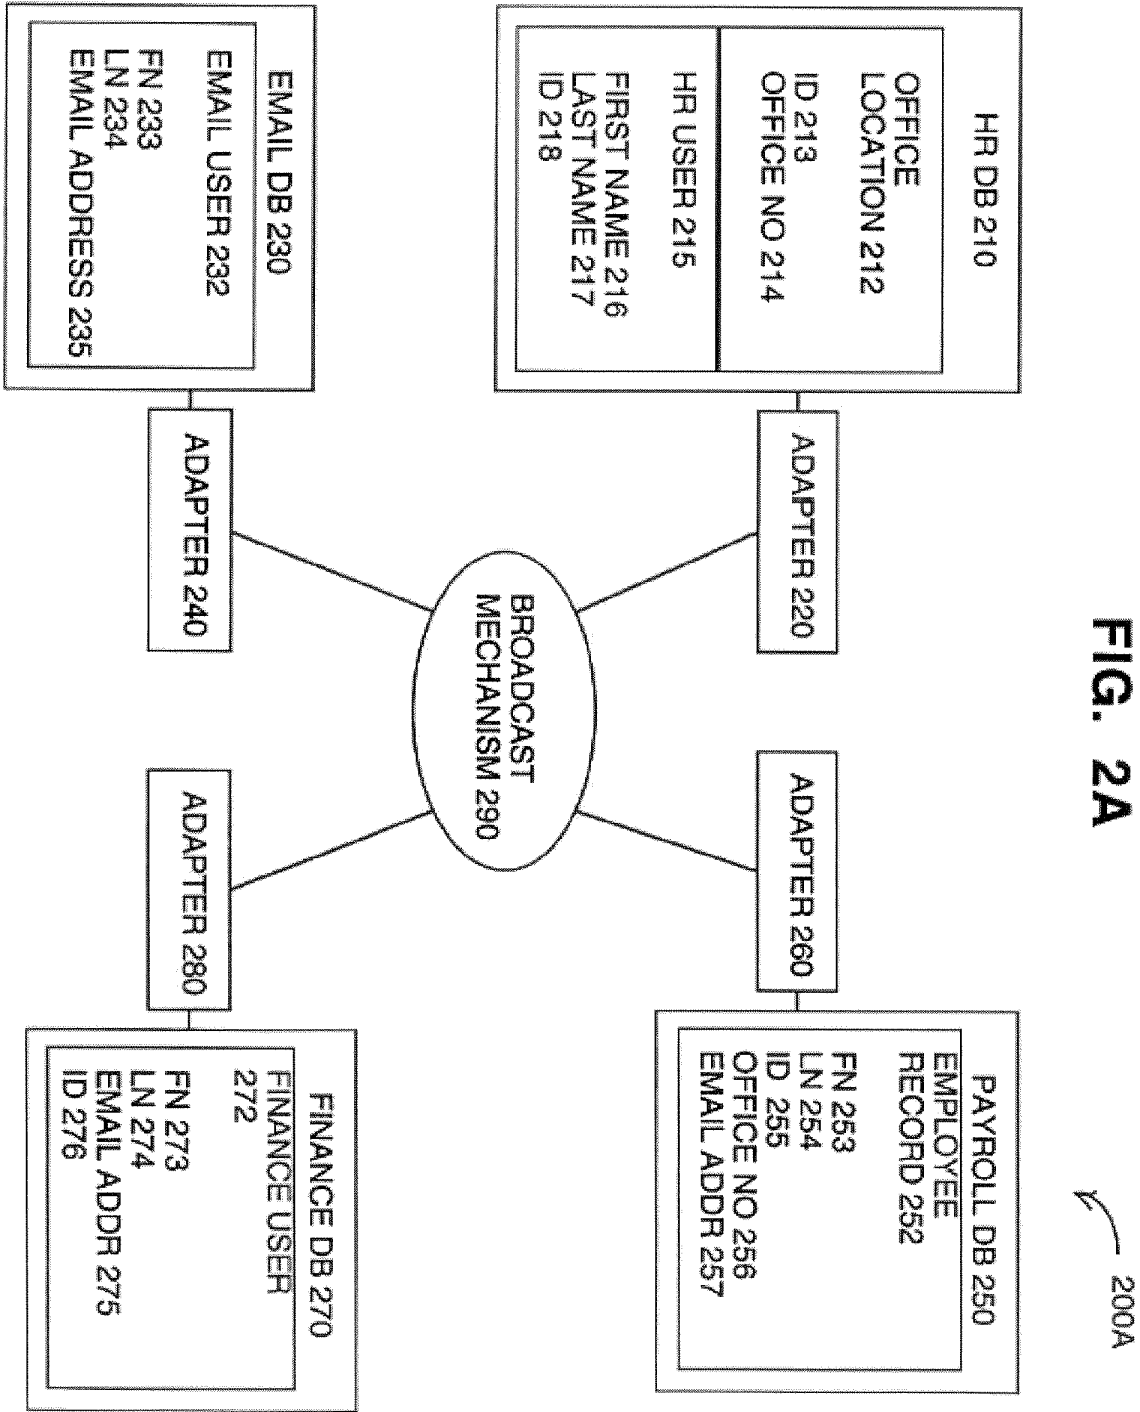 FIG. 2A
200A
HR DB 210
OFFICE
LOCATION 212
ID 213
OFFICE NO 214
HR USER 215
FIRST NAME 216
LAST NAME 217
ID 218
ADAPTER 220
ADAPTER 260
PAYROLL DB 250
EMPLOYEE
RECORD 252
FN 253
LN 254
ID 255
OFFICE NO 256
EMAIL ADDR 257
BROADCAST
MECHANISM 290
EMAIL DB 230
EMAIL USER 232
FN 233
LN 234
EMAIL ADDRESS 235
ADAPTER 240
ADAPTER 280
FINANCE DB 270
FINANCE USER
272
FN 273
LN 274
EMAIL ADDR 275
ID 276